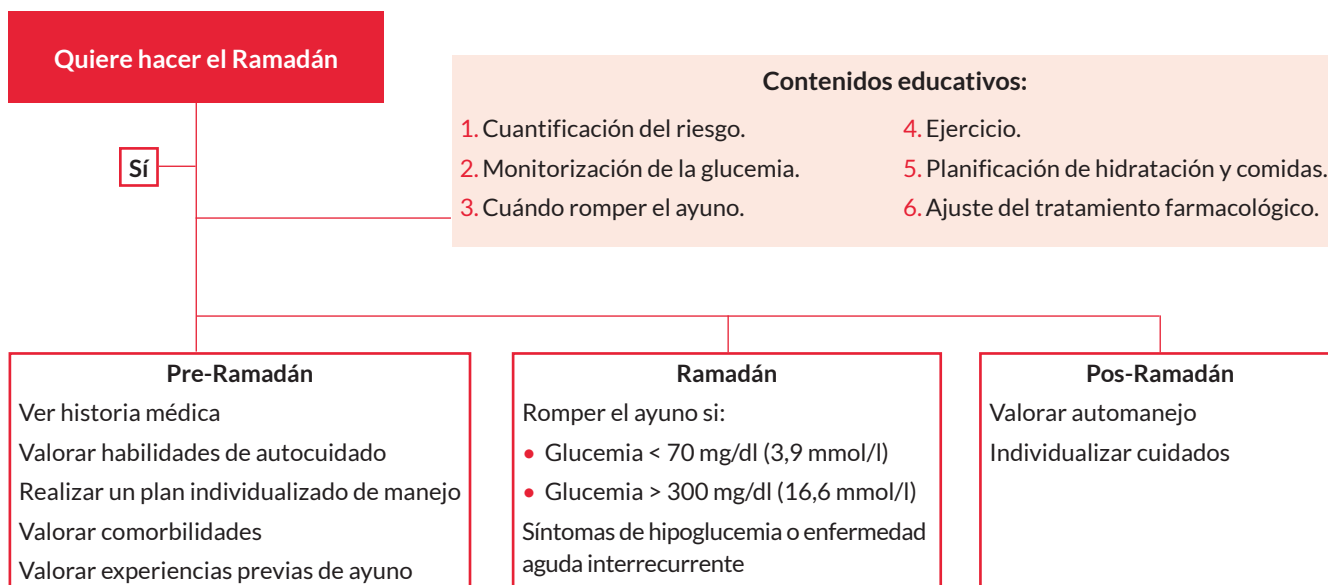 Quiere hacer el Ramadán
Sí
Contenidos educativos:
1. Cuantificación del riesgo.
2. Monitorización de la glucemia.
3. Cuándo romper el ayuno.
4. Ejercicio.
5. Planificación de hidratación y comidas.
6. Ajuste del tratamiento farmacológico.
Pre-Ramadán
Ver historia médica
Valorar habilidades de autocuidado
Realizar un plan individualizado de manejo
Valorar comorbilidades
Valorar experiencias previas de ayuno
Ramadán
Romper el ayuno si:
• Glucemia < 70 mg/dl (3,9 mmol/l)
• Glucemia > 300 mg/dl (16,6 mmol/l)
Síntomas de hipoglucemia o enfermedad
aguda interrecurrente
Pos-Ramadán
Valorar automanejo
Individualizar cuidados